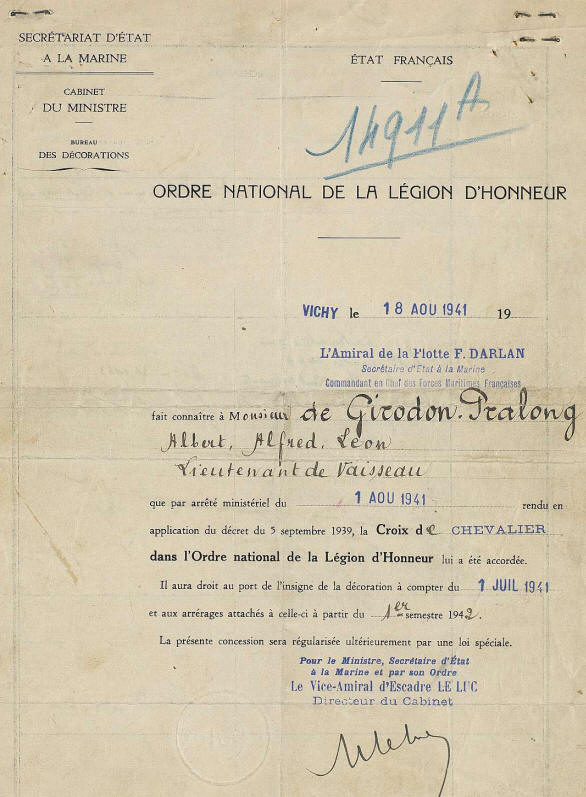 SECRÉTARIAT D'ÉTAT
A LA MARINE
CABINET
DU MINISTRE
BUREAU
DES DÉCORATIONS
ÉTAT FRANÇAIS
14911 A
ORDRE NATIONAL DE LA LÉGION D'HONNEUR
VICHY le 18 AOU 1941 19
L'Amiral de la Flotte F. DARLAN
Secrétaire d'Etat à la Marine
Commandant en Chef des Forces Maritimes Françaises
fait connaître à Monsieur de Girodon-Pralong
Albert, Alfred, Léon
Lieutenant de Vaisseau
que par arrêté ministériel du 1 AOU 1941 rendu en
application du décret du 5 septembre 1939, la Croix de CHEVALIER
dans l'Ordre national de la Légion d'Honneur lui a été accordée.
Il aura droit au port de l'insigne de la décoration à compter du 1 JUIL 1941
et aux arrérages attachés à celle-ci à partir du 1er semestre 1942.
La présente concession sera régularisée ultérieurement par une loi spéciale.
Pour le Ministre, Secrétaire d'État
à la Marine et par son Ordre
Le Vice-Amiral d'Escadre LE LUC
Directeur du Cabinet